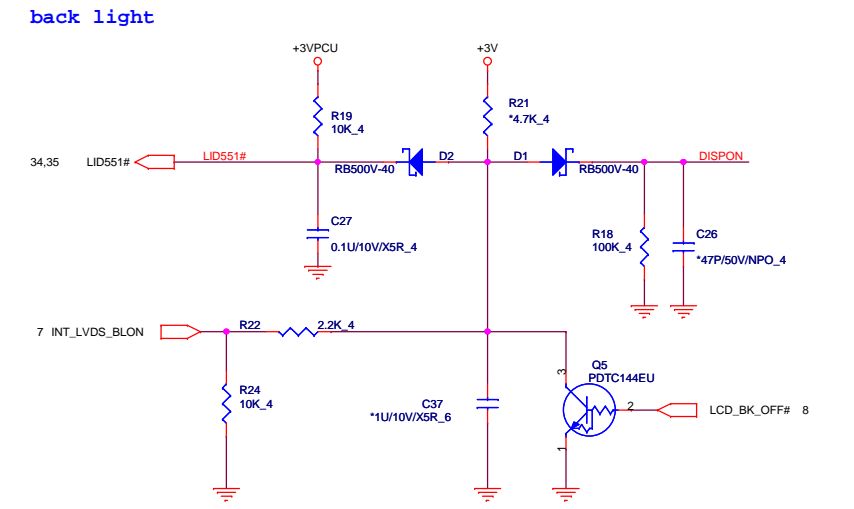 back light
+3VPCU
+3V
R19
10K_4
R21
*4.7K_4
34,35 LID551#
LID551#
D2
RB500V-40
D1
RB500V-40
DISPON
C27
0.1U/10V/X5R_4
R18
100K_4
C26
*47P/50V/NPO_4
7 INT_LVDS_BLON
R22
2.2K_4
R24
10K_4
C37
*1U/10V/X5R_6
Q5
PDTC144EU
3
2
1
LCD_BK_OFF# 8